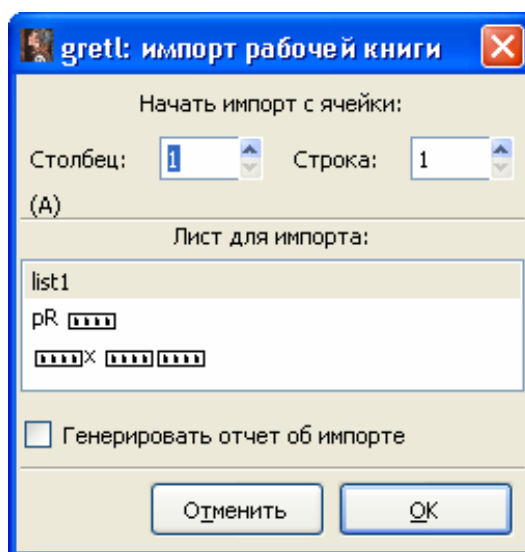 gretl: импорт рабочей книги
Начать импорт с ячейки:
Столбец: 1 Строка: 1
(A)
Лист для импорта:
list1
pR
x
Генерировать отчет об импорте
Отменить OK